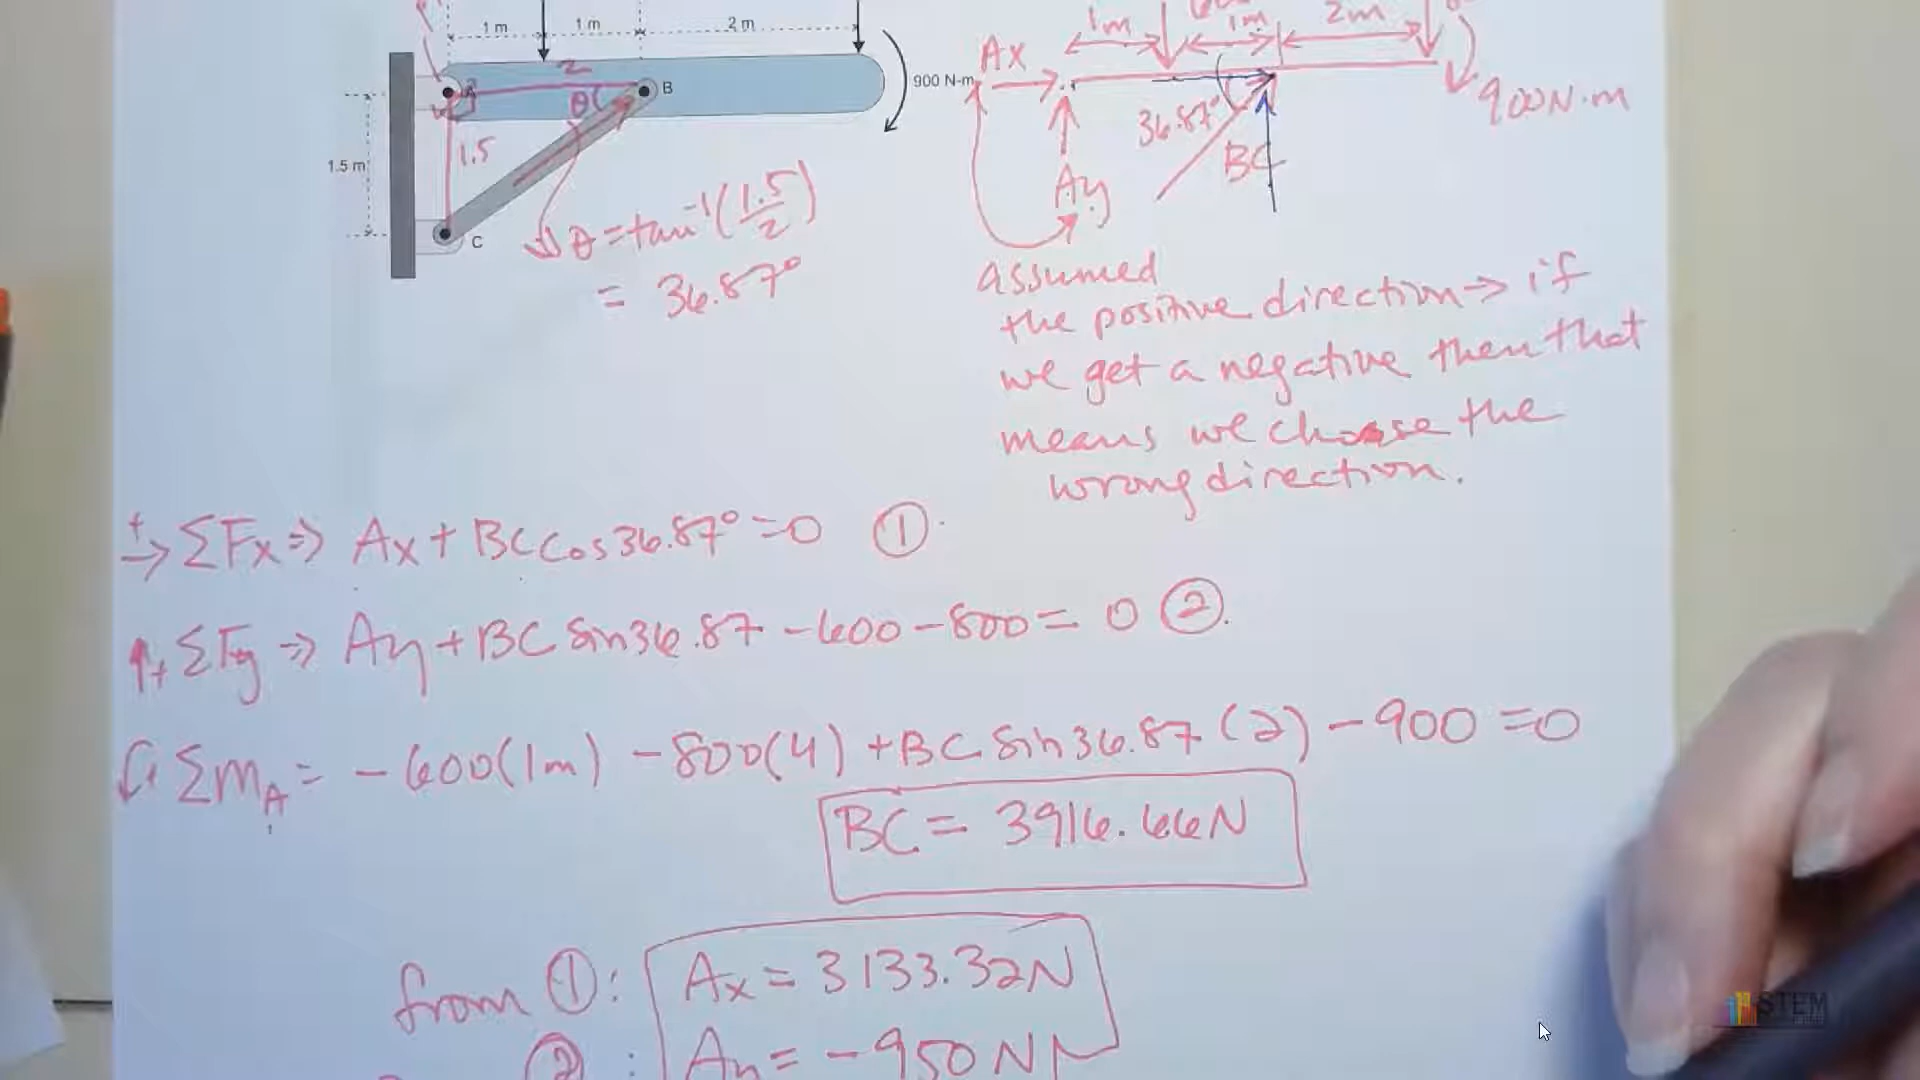 1 m 1 m 2 m
1m 1m 2m
Ax
A B
2
θ
900 N-m
900N·m
36.87°
1.5 m
1.5
BC
Ay
C
θ = tan⁻¹(1.5/2)
= 36.87°
assumed
the positive direction → if
we get a negative then that
means we choose the
wrong direction.
+→ ΣFx ⇒ Ax + BC cos 36.87° = 0 ①
↑+ ΣFy ⇒ Ay + BC sin 36.87 - 600 - 800 = 0 ②
↺+ ΣMA = - 600(1m) - 800(4) + BC sin 36.87 (2) - 900 = 0
BC = 3916.66N
from ①: Ax = 3133.32N
② : Ay = -950 N
STEM